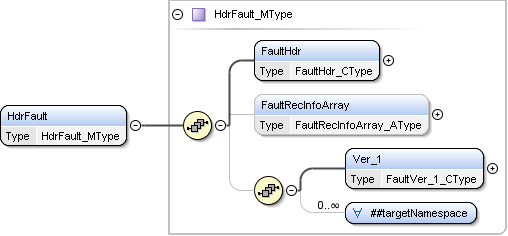 HdrFault_MType
FaultHdr
Type FaultHdr_CType
HdrFault
Type HdrFault_MType
FaultRecInfoArray
Type FaultRecInfoArray_AType
Ver_1
Type FaultVer_1_CType
0..∞
∀ ##targetNamespace